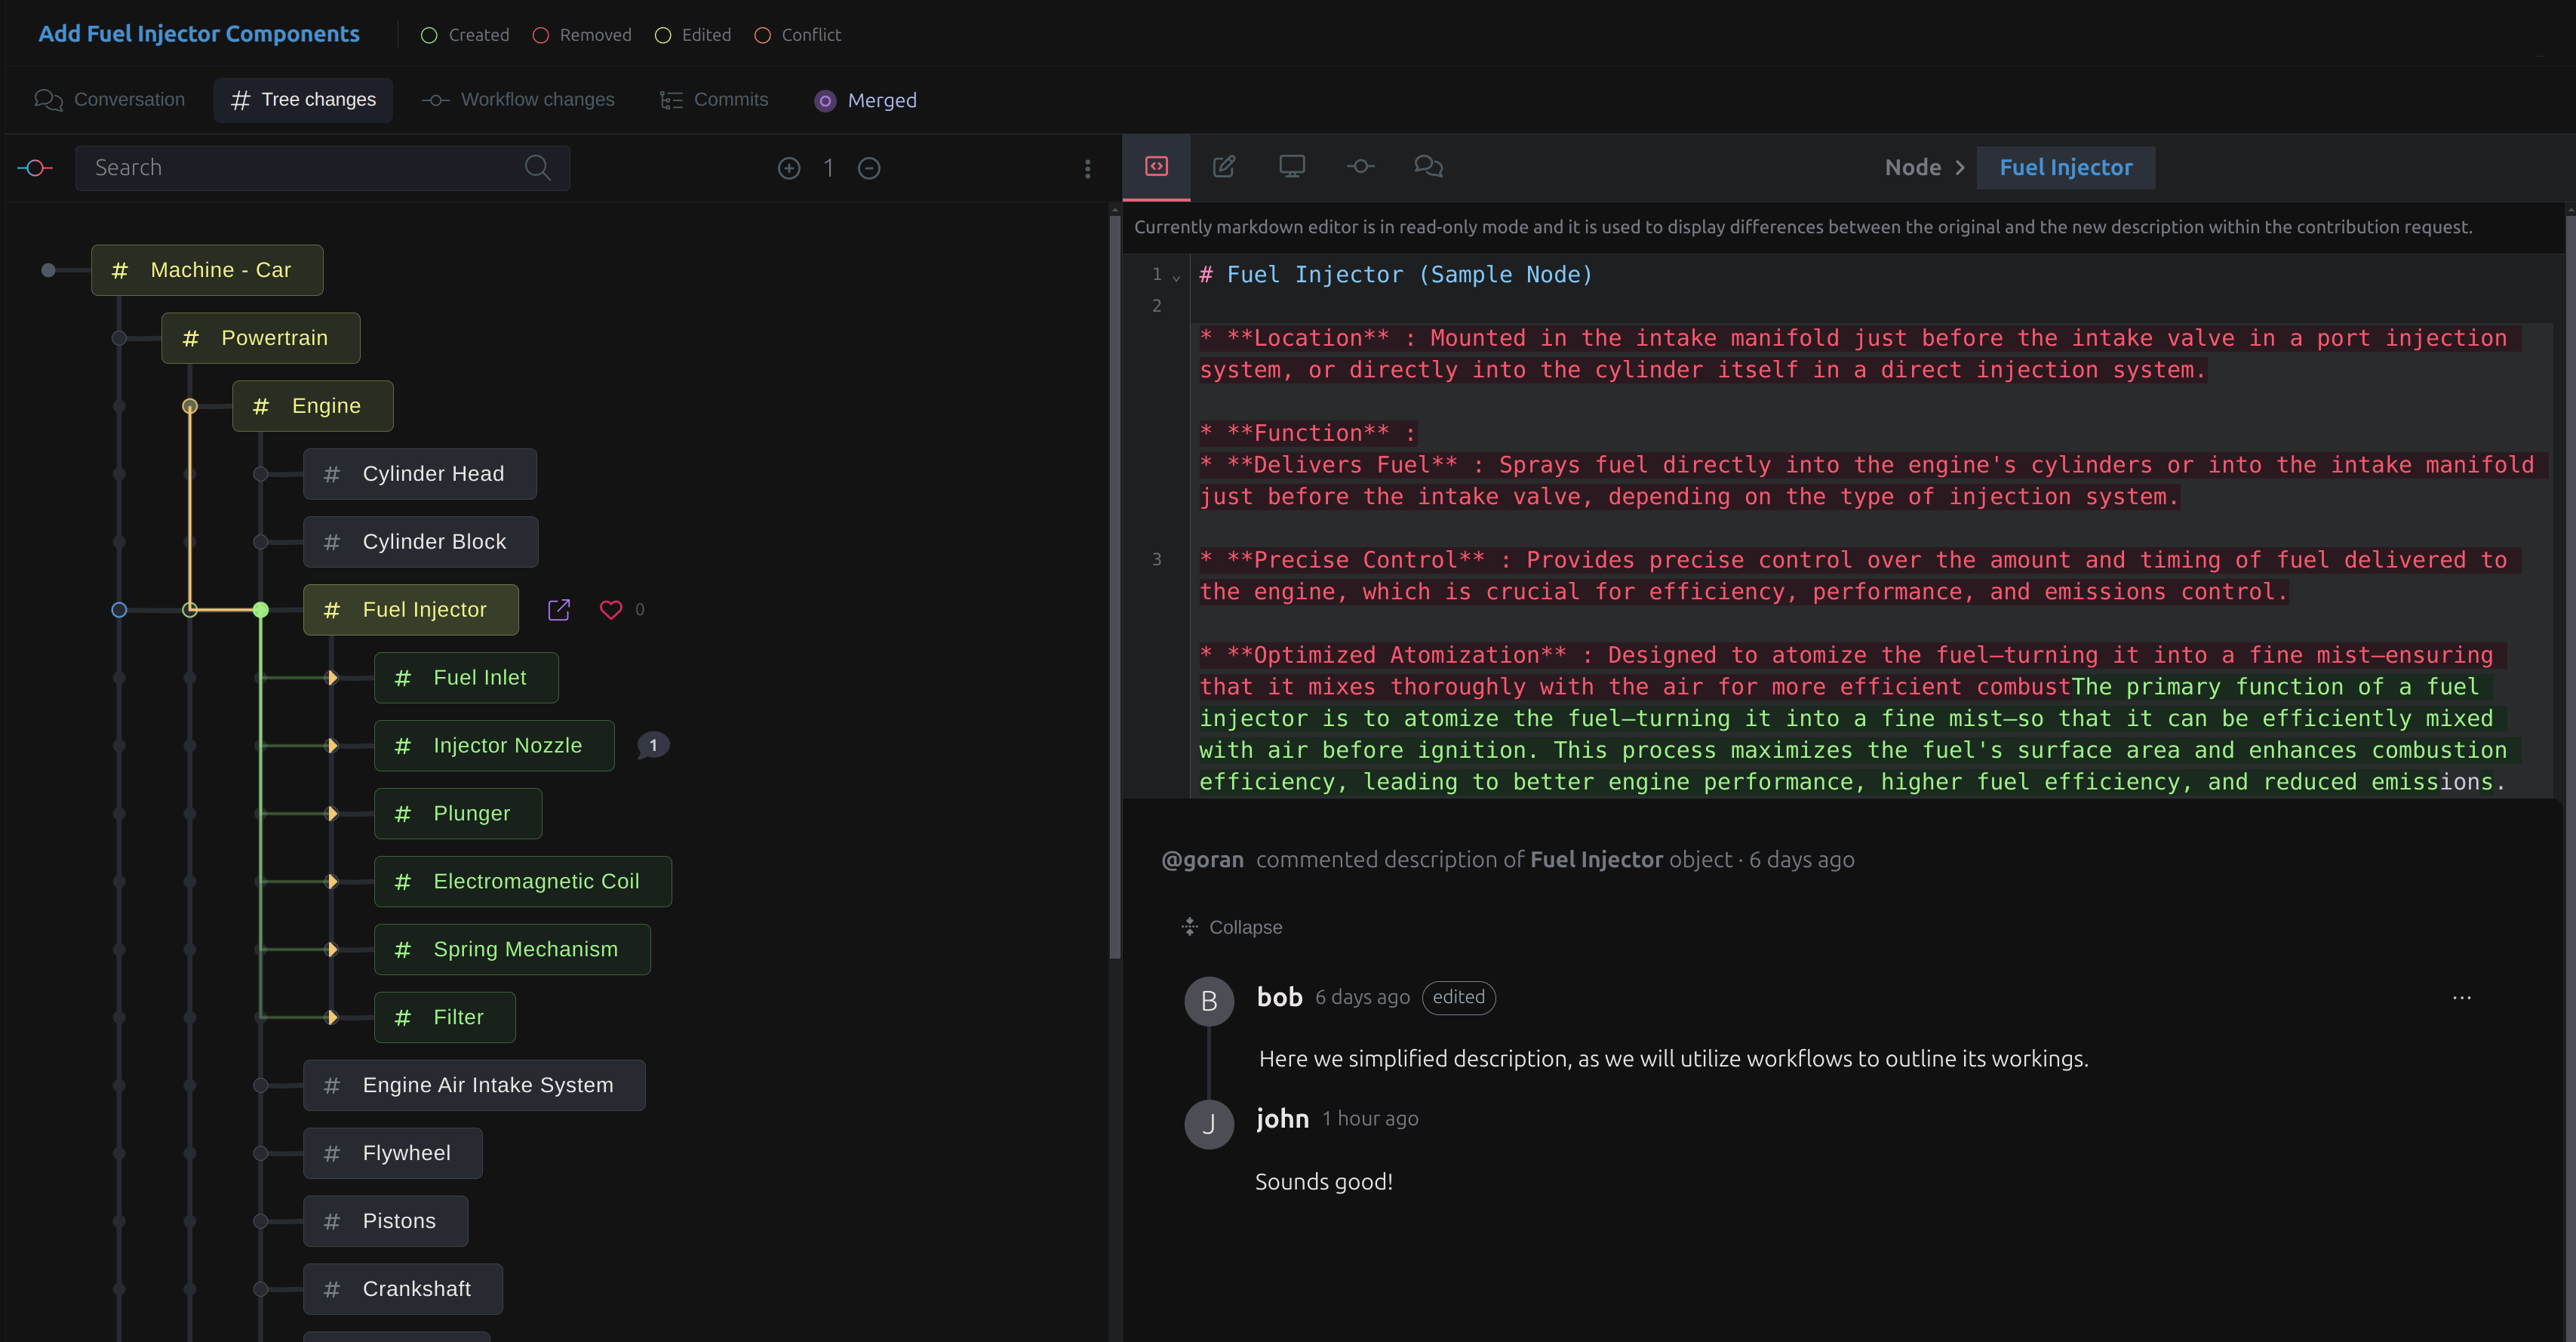 Add Fuel Injector Components
Created
Removed
Edited
Conflict
Conversation
# Tree changes
Workflow changes
Commits
Merged
Search
1
# Machine - Car
# Powertrain
# Engine
# Cylinder Head
# Cylinder Block
# Fuel Injector
0
# Fuel Inlet
# Injector Nozzle
1
# Plunger
# Electromagnetic Coil
# Spring Mechanism
# Filter
# Engine Air Intake System
# Flywheel
# Pistons
# Crankshaft
Node > Fuel Injector
Currently markdown editor is in read-only mode and it is used to display differences between the original and the new description within the contribution request.
1 # Fuel Injector (Sample Node)
2
* **Location** : Mounted in the intake manifold just before the intake valve in a port injection
system, or directly into the cylinder itself in a direct injection system.
* **Function** :
* **Delivers Fuel** : Sprays fuel directly into the engine's cylinders or into the intake manifold
just before the intake valve, depending on the type of injection system.
3 * **Precise Control** : Provides precise control over the amount and timing of fuel delivered to
the engine, which is crucial for efficiency, performance, and emissions control.
* **Optimized Atomization** : Designed to atomize the fuel—turning it into a fine mist—ensuring
that it mixes thoroughly with the air for more efficient combustThe primary function of a fuel
injector is to atomize the fuel—turning it into a fine mist—so that it can be efficiently mixed
with air before ignition. This process maximizes the fuel's surface area and enhances combustion
efficiency, leading to better engine performance, higher fuel efficiency, and reduced emissions.
@goran commented description of Fuel Injector object · 6 days ago
Collapse
B
bob 6 days ago edited
...
Here we simplified description, as we will utilize workflows to outline its workings.
J
john 1 hour ago
Sounds good!